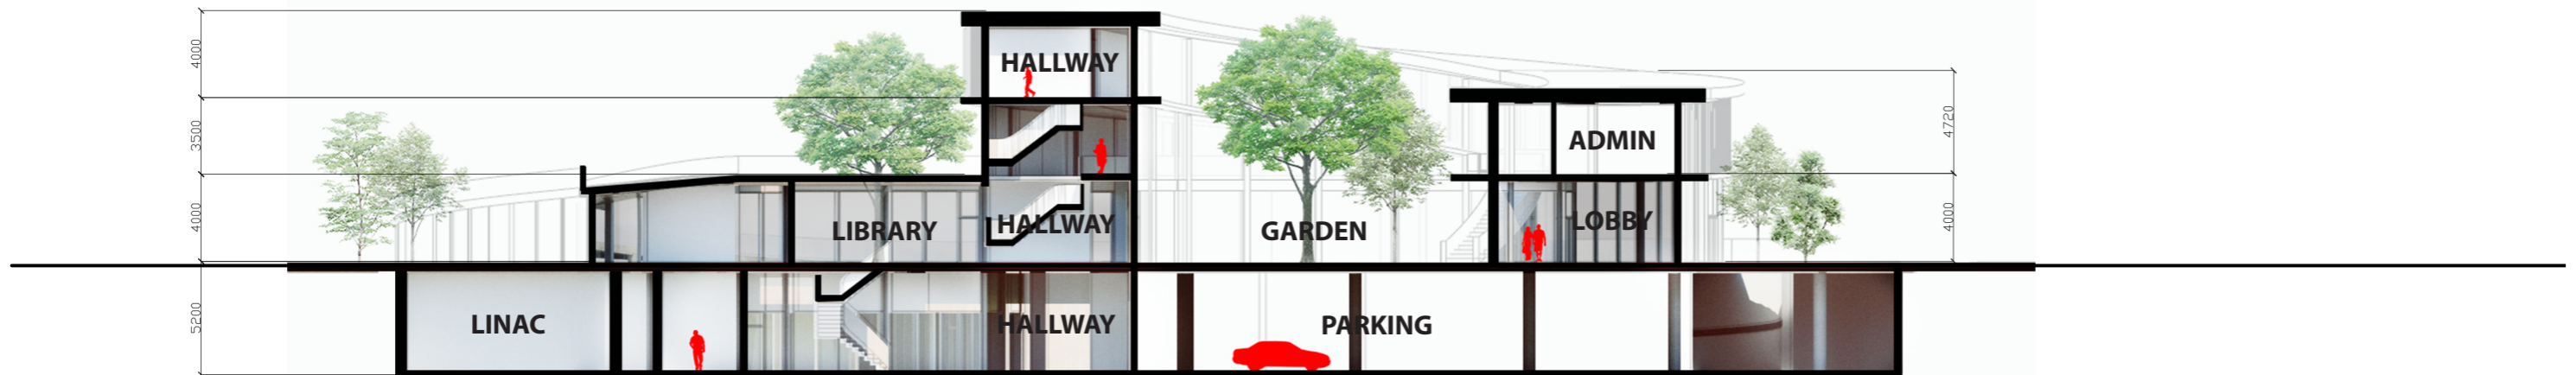 4000
3500
4000
5200
HALLWAY
ADMIN
LIBRARY
HALLWAY
GARDEN
LOBBY
LINAC
HALLWAY
PARKING
4720
4000